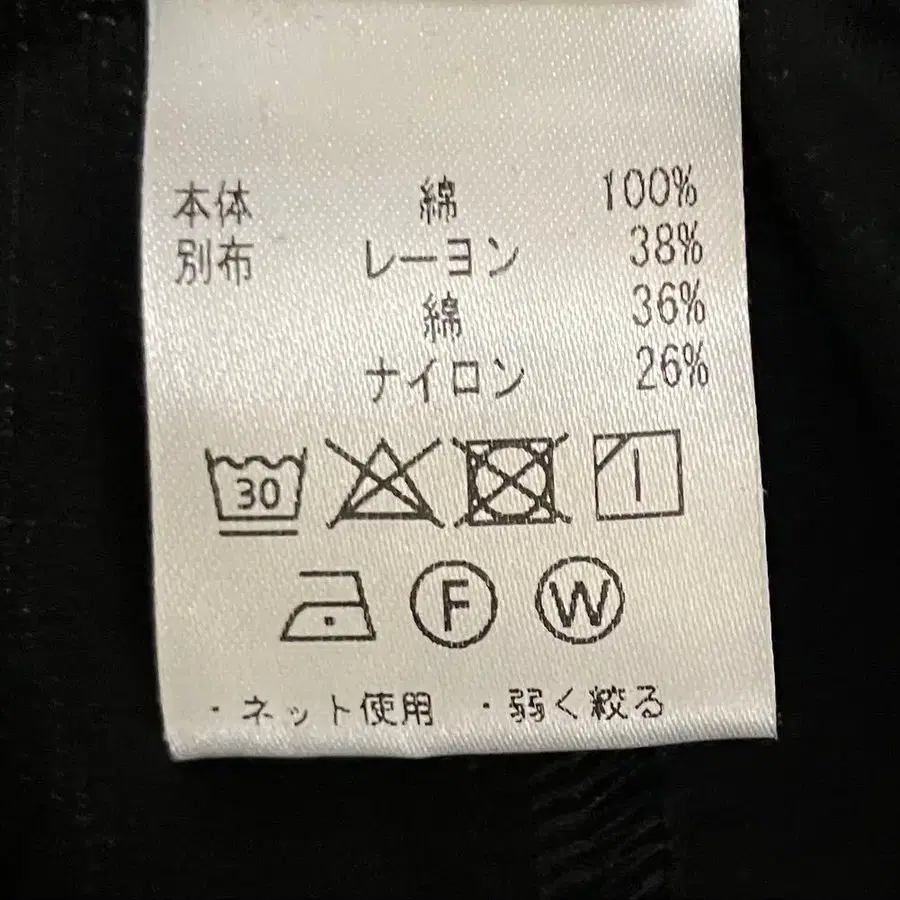 本体 綿 100%
別布 レーヨン 38%
綿 36%
ナイロン 26%
30
F W
・ネット使用 ・弱く絞る